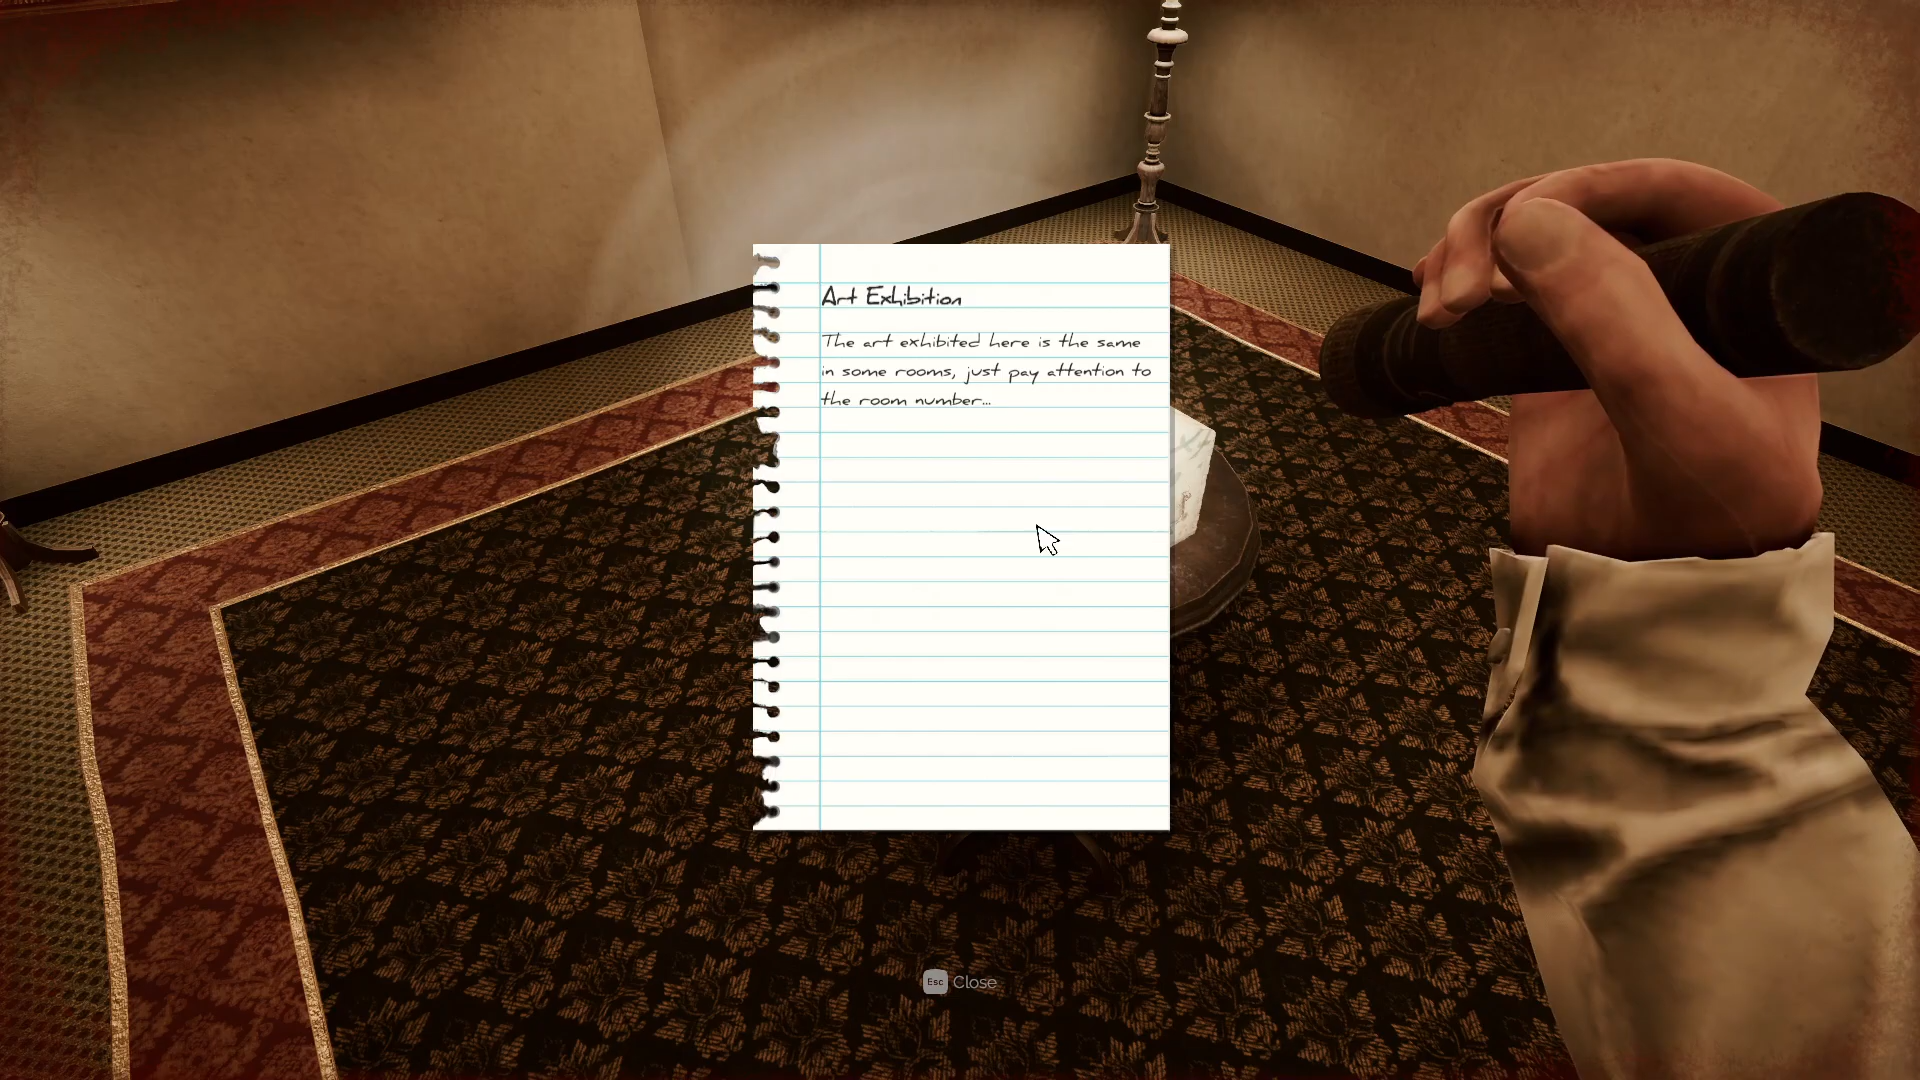 Art Exhibition
The art exhibited here is the same
in some rooms, just pay attention to
the room number...
Esc Close